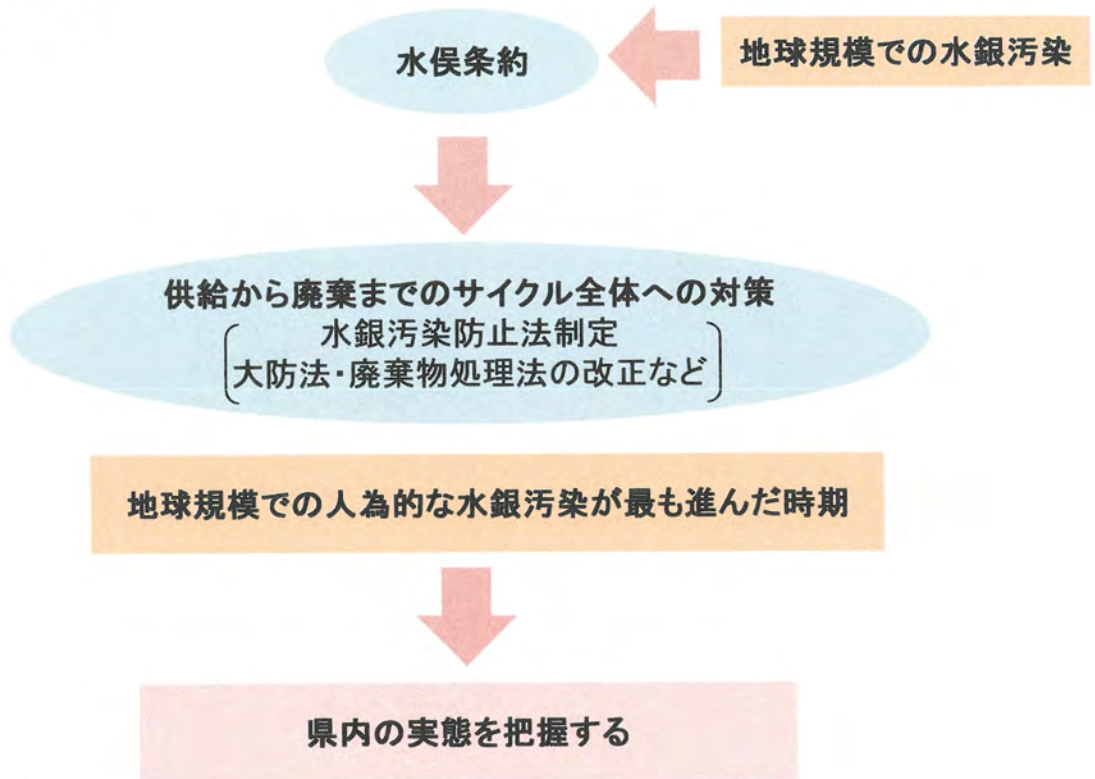 水俣条約
地球規模での水銀汚染
供給から廃棄までのサイクル全体への対策
水銀汚染防止法制定
大防法・廃棄物処理法の改正など
地球規模での人為的な水銀汚染が最も進んだ時期
県内の実態を把握する